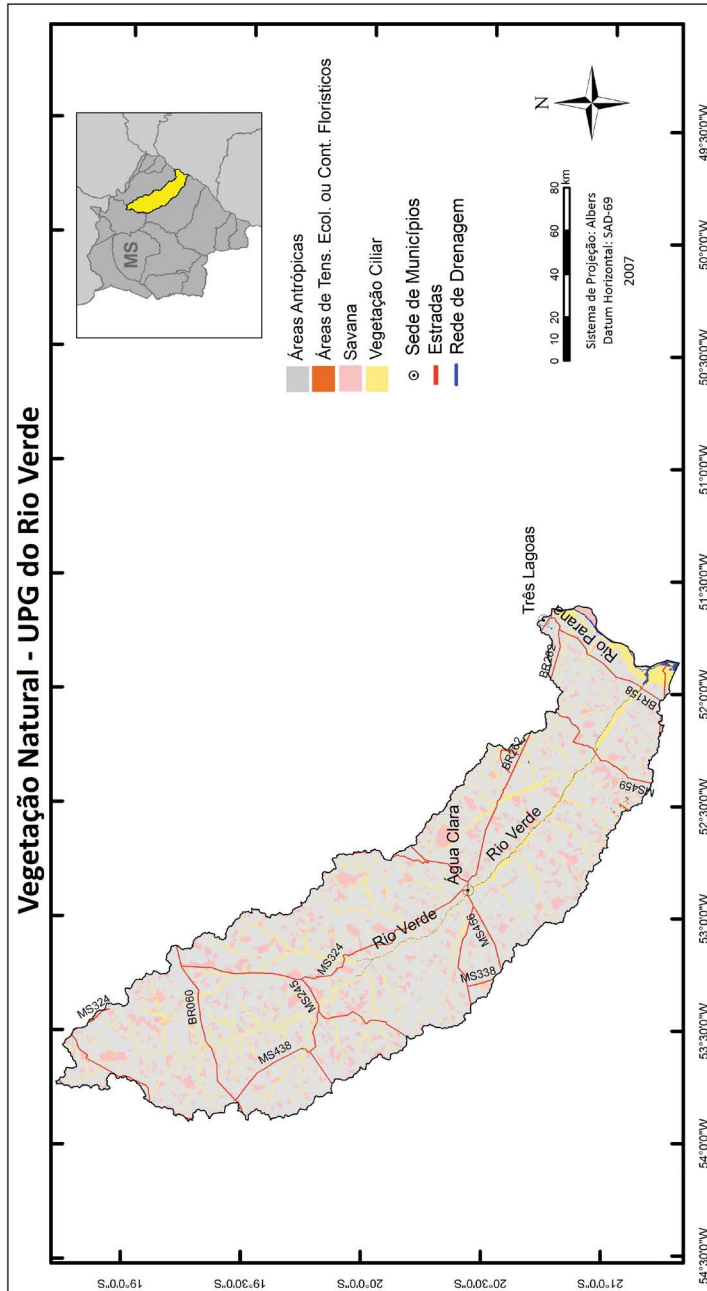 Vegetação Natural - UPG do Rio Verde
MS
Áreas Antrópicas
Áreas de Tens. Ecol. ou Cont. Florísticos
Savana
Vegetação Ciliar
Sede de Municípios
Estradas
Rede de Drenagem
N
0 20 40 60 80
km
Sistema de Projeção: Albers
Datum Horizontal: SAD-69
2007
MS324
BR060
MS324
MS245
MS438
Rio Verde
Água Clara
MS456
MS338
BR262
Rio Verde
MS459
Três Lagoas
BR262
Rio Paraná
BR158
19°0'0"S
19°30'0"S
20°0'0"S
20°30'0"S
21°0'0"S
54°30'0"W
54°0'0"W
53°30'0"W
53°0'0"W
52°30'0"W
52°0'0"W
51°30'0"W
51°0'0"W
50°30'0"W
50°0'0"W
49°30'0"W